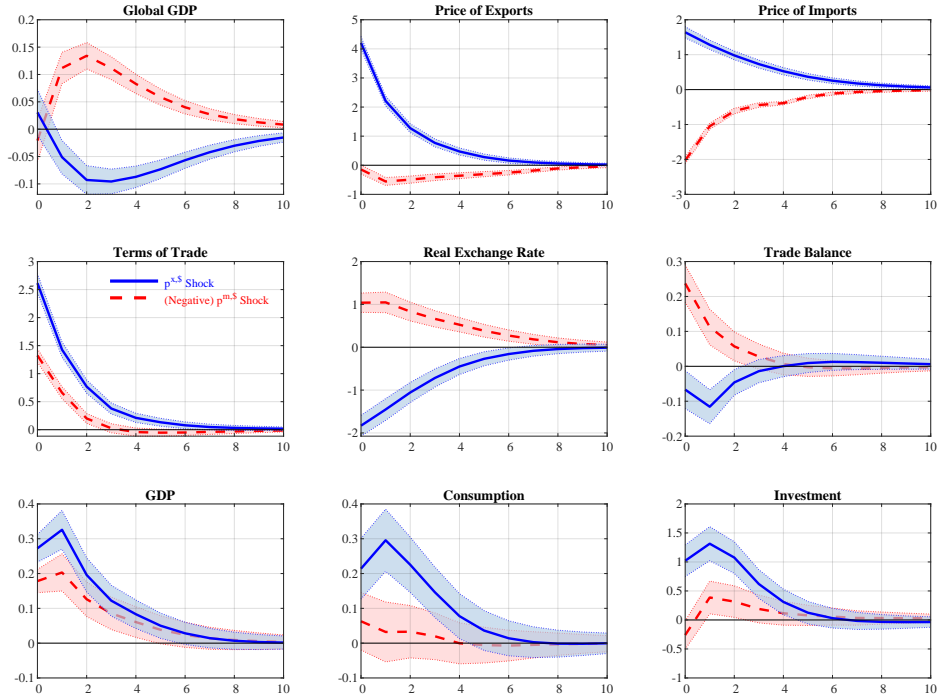 Global GDP
0.2
0.15
0.1
0.05
0
-0.05
-0.1
0 2 4 6 8 10
Price of Exports
5
4
3
2
1
0
-1
0 2 4 6 8 10
Price of Imports
2
1
0
-1
-2
-3
0 2 4 6 8 10
Terms of Trade
3
2.5
2
1.5
1
0.5
0
0 2 4 6 8 10
p^x,$ Shock
(Negative) p^m,$ Shock
Real Exchange Rate
2
1
0
-1
-2
0 2 4 6 8 10
Trade Balance
0.3
0.2
0.1
0
-0.1
-0.2
0 2 4 6 8 10
GDP
0.4
0.3
0.2
0.1
0
-0.1
0 2 4 6 8 10
Consumption
0.4
0.3
0.2
0.1
0
-0.1
0 2 4 6 8 10
Investment
2
1.5
1
0.5
0
-0.5
-1
0 2 4 6 8 10